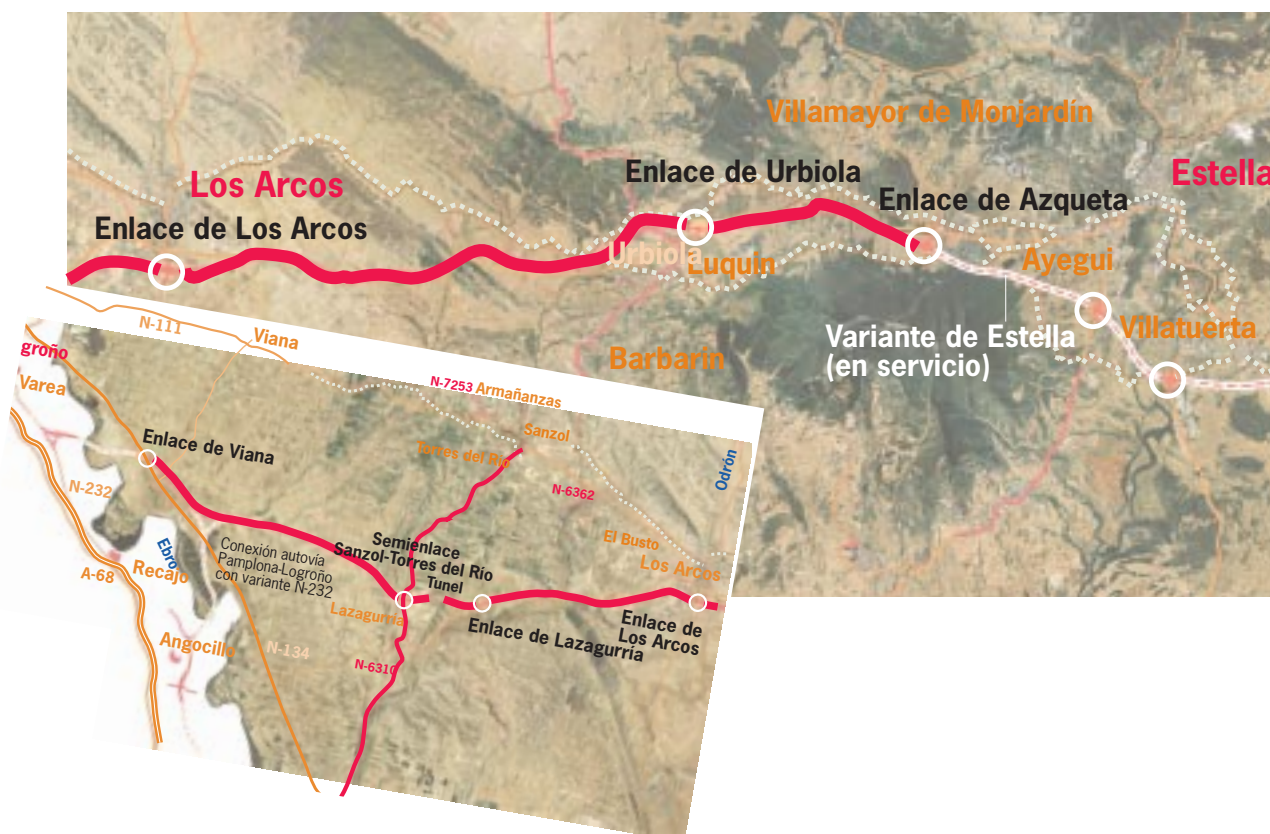 Villamayor de Monjardín
Enlace de Urbiola
Estella
Los Arcos
Enlace de Azqueta
Enlace de Los Arcos
Urbiola
Luquin
Ayegui
Villatuerta
Variante de Estella
(en servicio)
Barbarin
N-111
Viana
groño
Varea
N-7253 Armañanzas
Sanzol
Torres del Río
Odrón
Enlace de Viana
N-232
N-6362
El Busto
Los Arcos
Ebro
Conexión autovía
Pamplona-Logroño
con variante N-232
Semienlace
Sanzol-Torres del Río
Tunel
Recajo
A-68
Lazagurría
Enlace de Lazagurría
Enlace de
Los Arcos
Angocillo
N-134
N-6310